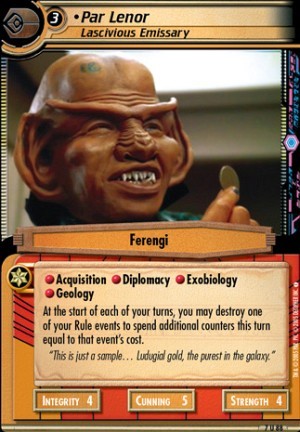 3
•Par Lenor
Lascivious Emissary
Ferengi
Acquisition Diplomacy Exobiology
Geology
At the start of each of your turns, you may destroy one
of your Rule events to spend additional counters this turn
equal to that event's cost.
"This is just a sample... Ludugial gold, the purest in the galaxy."
Integrity 4 Cunning 5 Strength 4